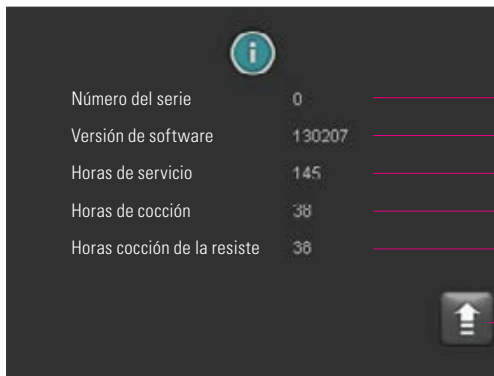 i
Número del serie 0
Versión de software 130207
Horas de servicio 145
Horas de cocción 38
Horas cocción de la resiste 38